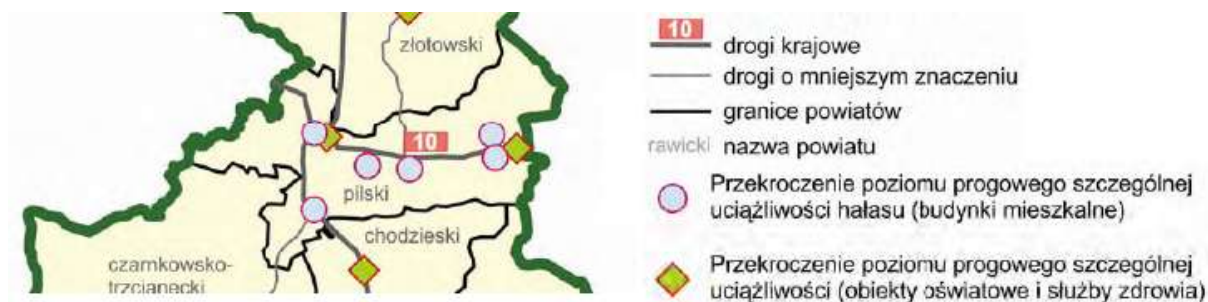 złotowski
10
pilski
chodzieski
czarnkowsko-
trzcianecki
10
drogi krajowe
drogi o mniejszym znaczeniu
granice powiatów
rawicki nazwa powiatu
Przekroczenie poziomu progowego szczególnej
uciążliwości hałasu (budynki mieszkalne)
Przekroczenie poziomu progowego szczególnej
uciążliwości (obiekty oświatowe i służby zdrowia)